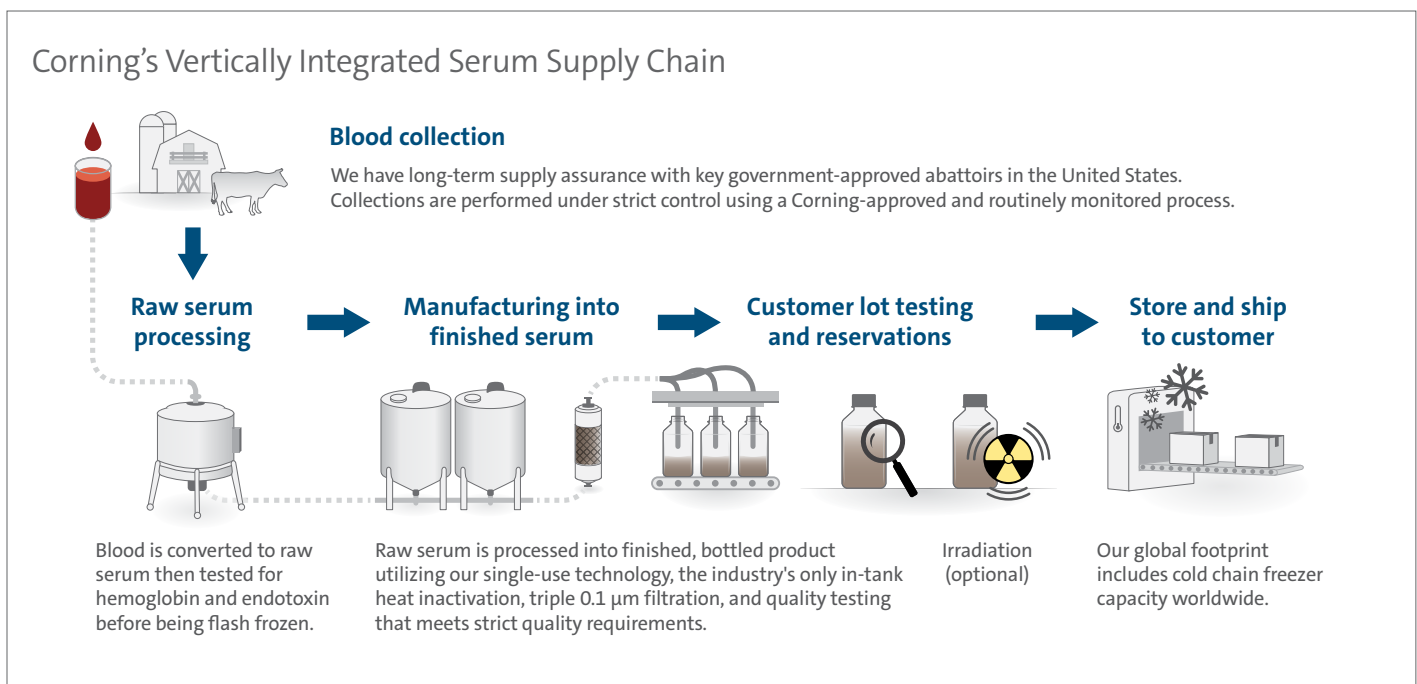 Corning’s Vertically Integrated Serum Supply Chain
Blood collection
We have long-term supply assurance with key government-approved abattoirs in the United States.
Collections are performed under strict control using a Corning-approved and routinely monitored process.
Raw serum
processing
Manufacturing into
finished serum
Customer lot testing
and reservations
Store and ship
to customer
Blood is converted to raw
serum then tested for
hemoglobin and endotoxin
before being flash frozen.
Raw serum is processed into finished, bottled product
utilizing our single-use technology, the industry's only in-tank
heat inactivation, triple 0.1 µm filtration, and quality testing
that meets strict quality requirements.
Irradiation
(optional)
Our global footprint
includes cold chain freezer
capacity worldwide.